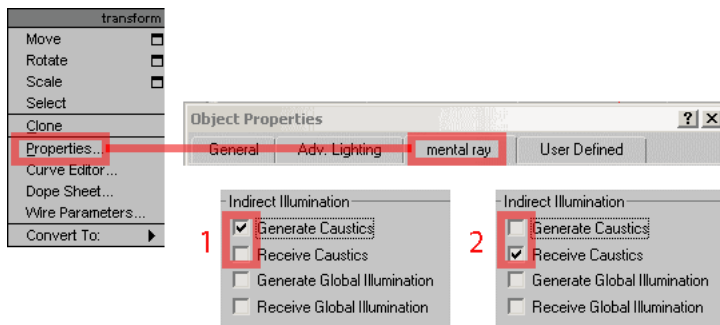 transform
Move
Rotate
Scale
Select
Clone
Properties...
Curve Editor...
Dope Sheet...
Wire Parameters...
Convert To:
Object Properties
General Adv. Lighting mental ray User Defined
1
Indirect Illumination
Generate Caustics
Receive Caustics
Generate Global Illumination
Receive Global Illumination
2
Indirect Illumination
Generate Caustics
Receive Caustics
Generate Global Illumination
Receive Global Illumination